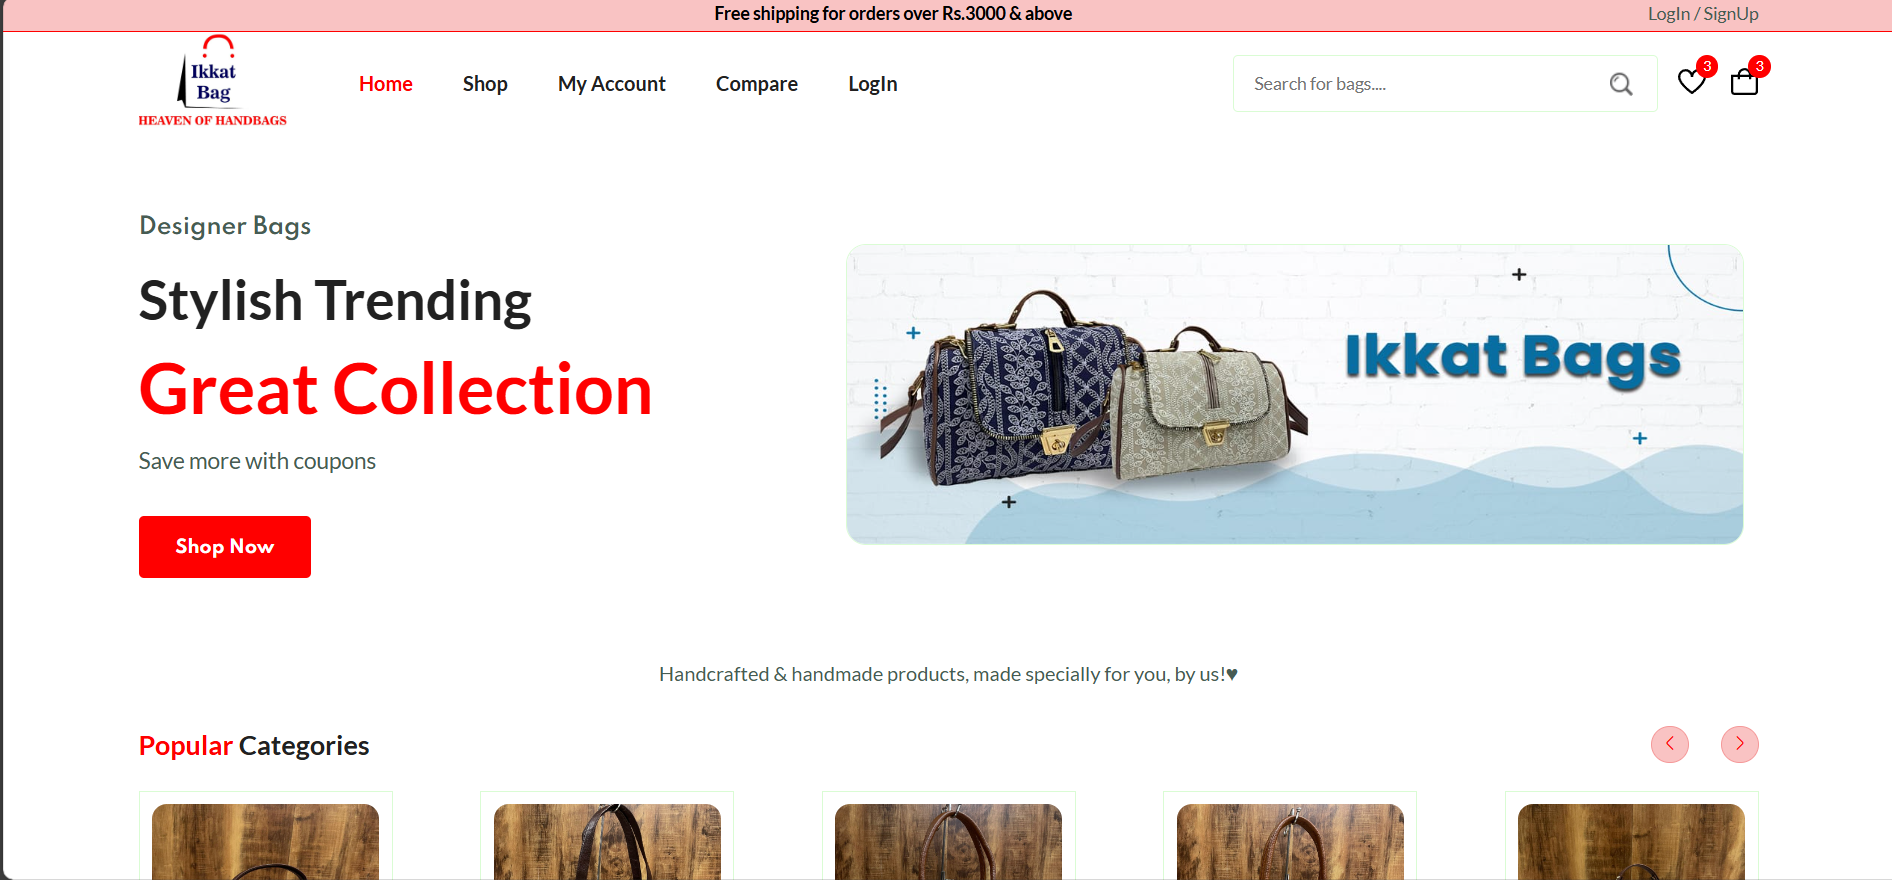 Free shipping for orders over Rs.3000 & above
LogIn / SignUp
Ikkat
Bag
HEAVEN OF HANDBAGS
Home
Shop
My Account
Compare
LogIn
Search for bags....
3
3
Designer Bags
Stylish Trending
Great Collection
Save more with coupons
Shop Now
Ikkat Bags
Handcrafted & handmade products, made specially for you, by us!♥
Popular Categories